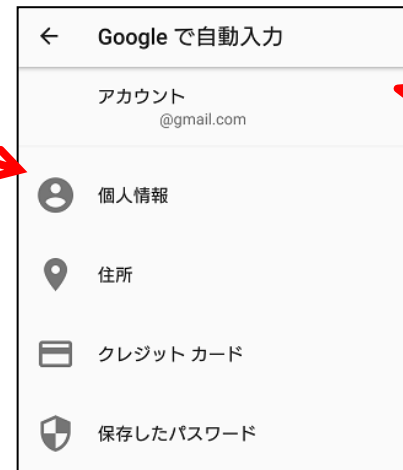 Google で自動入力
アカウント
@gmail.com
個人情報
住所
クレジット カード
保存したパスワード